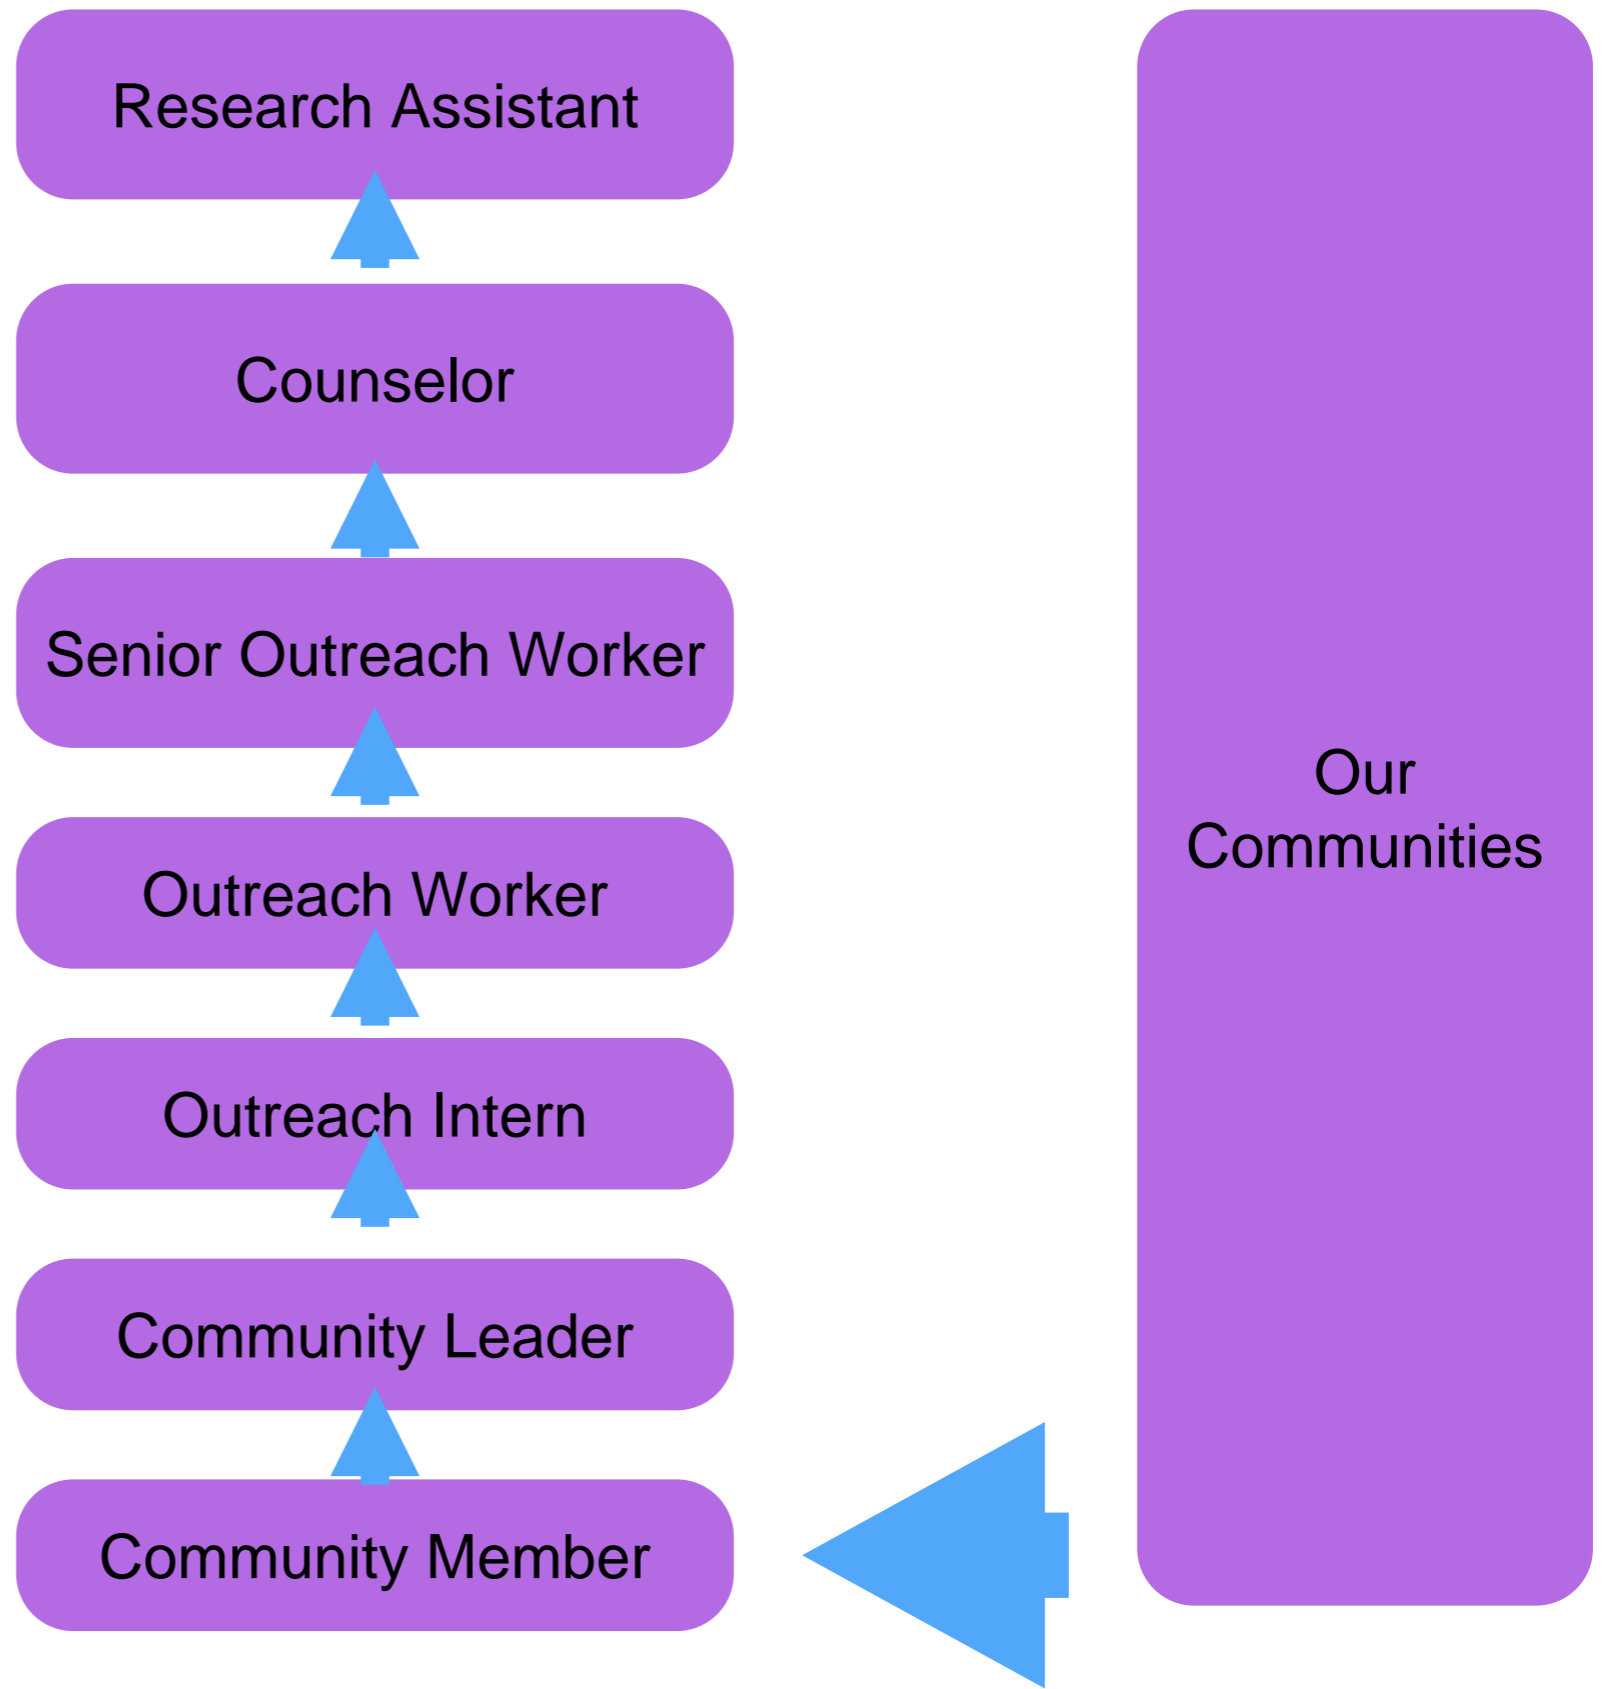 Research Assistant
Counselor
Senior Outreach Worker
Outreach Worker
Outreach Intern
Community Leader
Community Member
Our
Communities